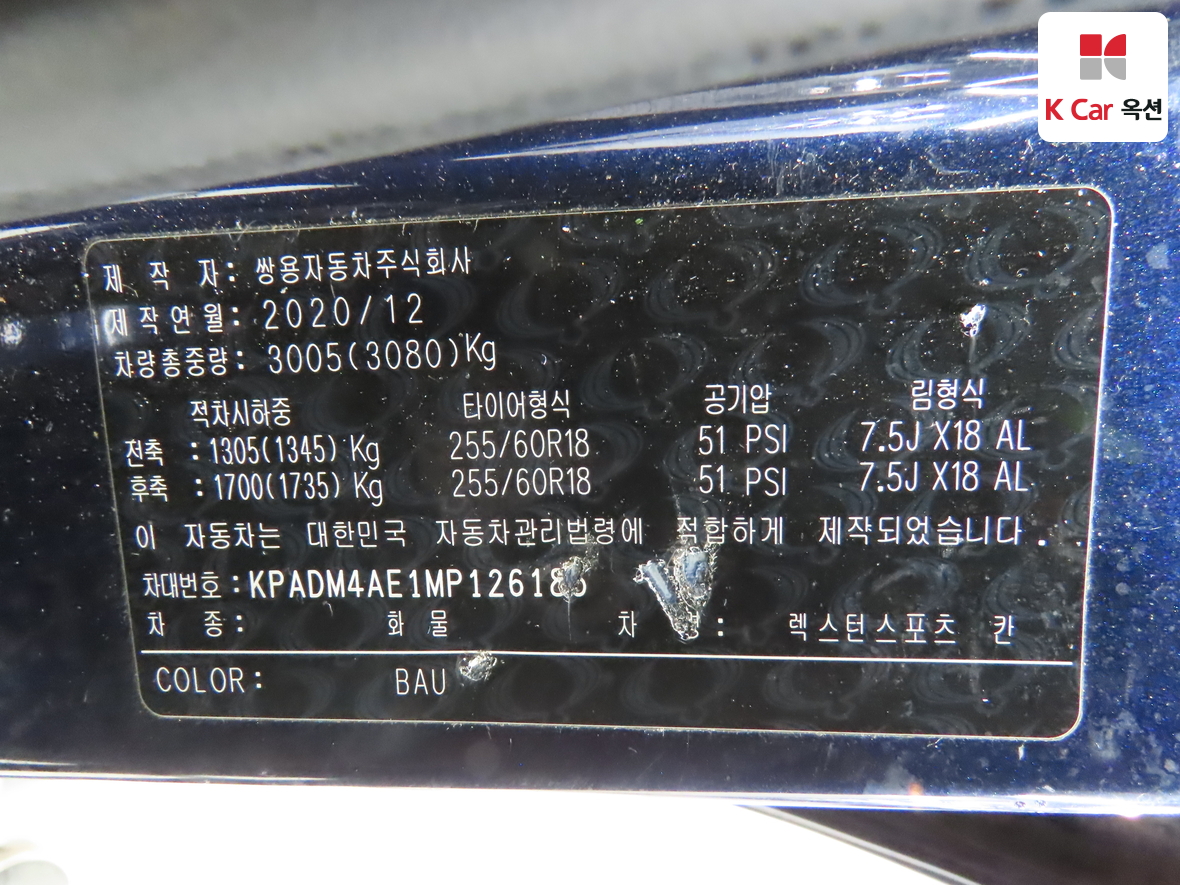 K Car 옥션
제 작 자 : 쌍용자동차주식회사
제작연월 : 2020/12
차량총중량 : 3005(3080)Kg
적차시하중 타이어형식 공기압 림형식
전축 : 1305(1345) Kg 255/60R18 51 PSI 7.5J X18 AL
후축 : 1700(1735) Kg 255/60R18 51 PSI 7.5J X18 AL
이 자동차는 대한민국 자동차관리법령에 적합하게 제작되었습니다 .
차대번호 :
차 종 : 화 물 차 : 렉스턴스포츠 칸
COLOR : BAU